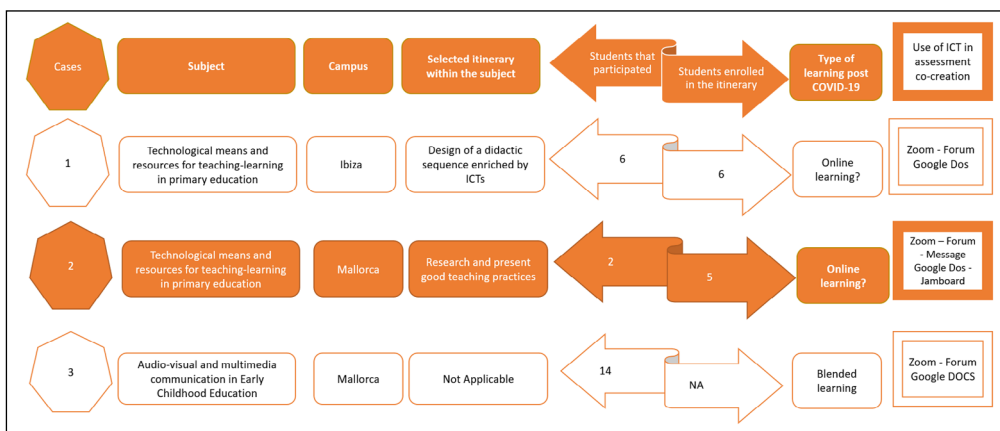 Cases
Subject
Campus
Selected itinerary
within the subject
Students that
participated
Students enrolled
in the itinerary
Type of
learning post
COVID-19
Use of ICT in
assessment
co-creation
1
Technological means and
resources for teaching-learning
in primary education
Ibiza
Design of a didactic
sequence enriched by
ICTs
6
6
Online
learning?
Zoom - Forum
Google Dos
2
Technological means and
resources for teaching-learning
in primary education
Mallorca
Research and present
good teaching practices
2
5
Online
learning?
Zoom – Forum
- Message
Google Dos -
Jamboard
3
Audio-visual and multimedia
communication in Early
Childhood Education
Mallorca
Not Applicable
14
NA
Blended
learning
Zoom - Forum
Google DOCS